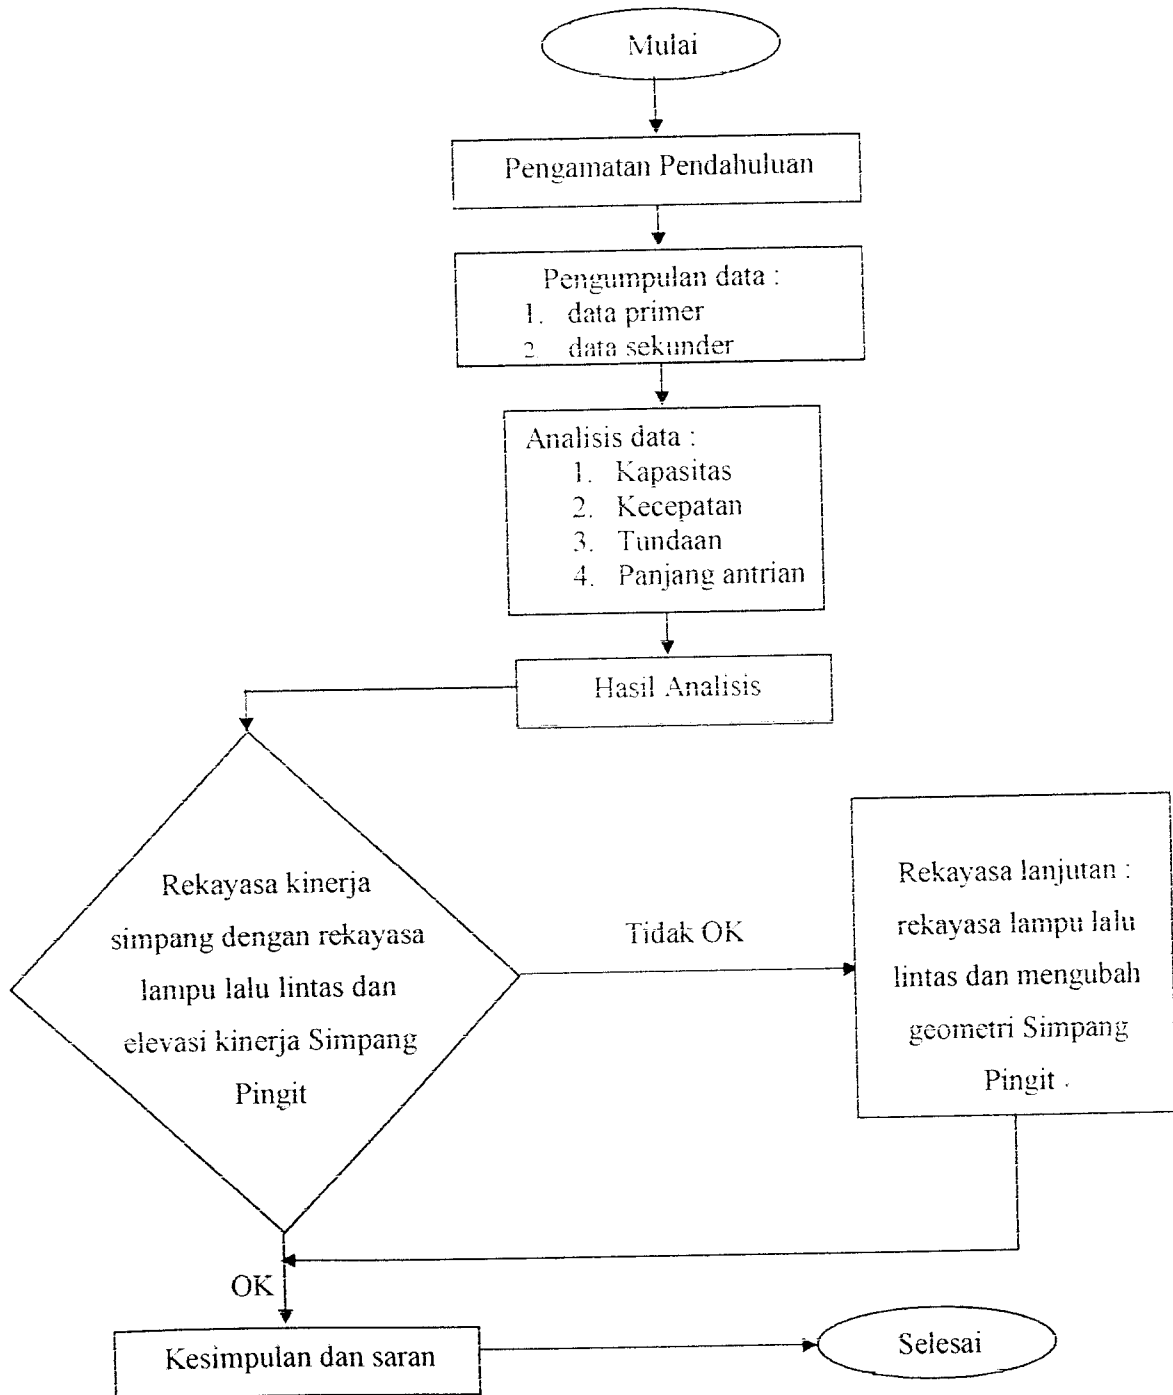 Mulai
Pengamatan Pendahuluan
Pengumpulan data :
1. data primer
2. data sekunder
Analisis data :
1. Kapasitas
2. Kecepatan
3. Tundaan
4. Panjang antrian
Hasil Analisis
Rekayasa kinerja
simpang dengan rekayasa
lampu lalu lintas dan
elevasi kinerja Simpang
Pingit
Tidak OK
Rekayasa lanjutan :
rekayasa lampu lalu
lintas dan mengubah
geometri Simpang
Pingit .
OK
Kesimpulan dan saran
Selesai